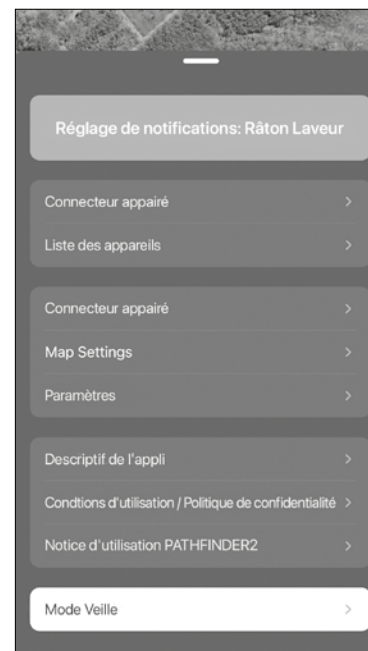 Réglage de notifications: Râton Laveur
Connecteur appairé
Liste des appareils
Connecteur appairé
Map Settings
Paramètres
Descriptif de l'appli
Condtions d'utilisation / Politique de confidentialité
Notice d'utilisation PATHFINDER2
Mode Veille